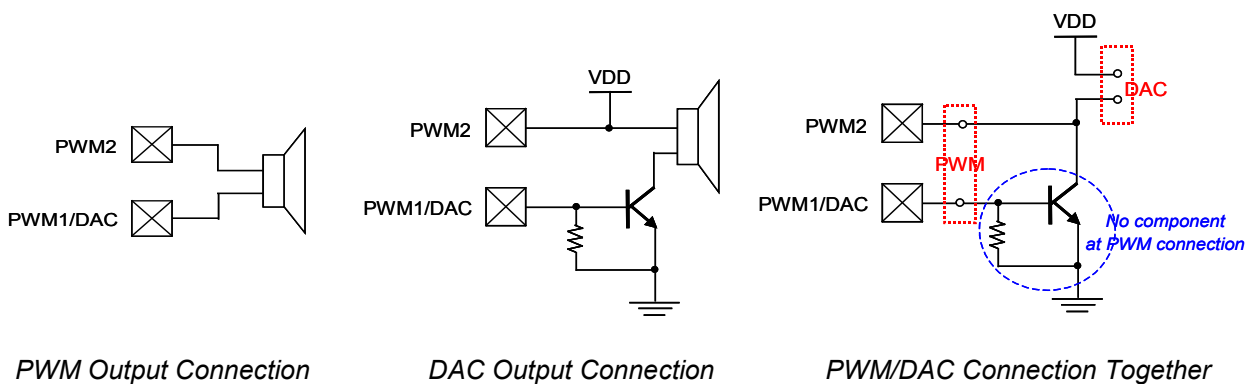 PWM2
PWM1/DAC
PWM Output Connection
VDD
PWM2
PWM1/DAC
DAC Output Connection
VDD
DAC
PWM2
PWM
PWM1/DAC
No component
at PWM connection
PWM/DAC Connection Together